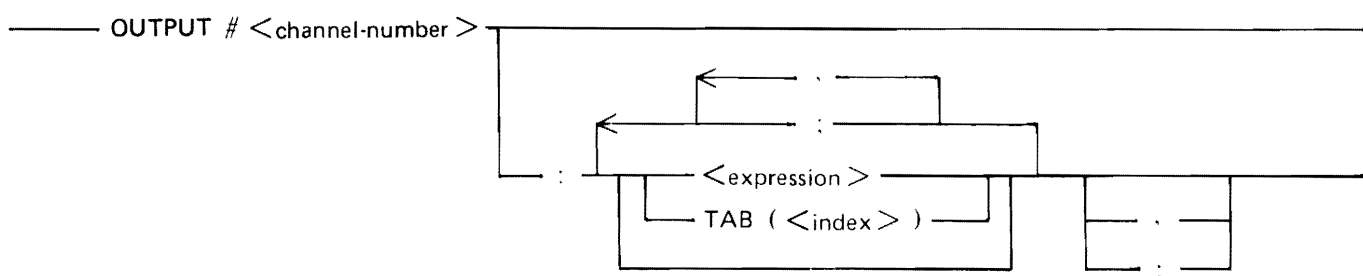 OUTPUT # <channel-number>
,
;
: <expression>
TAB ( <index> )
,
;